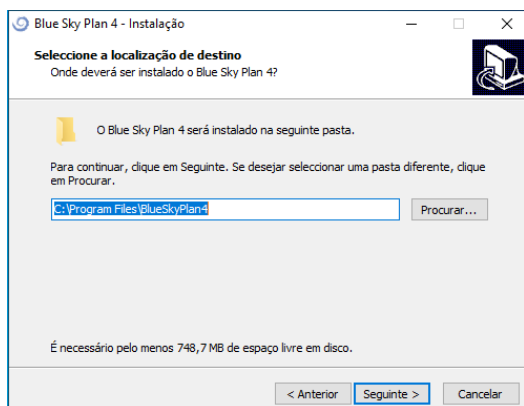 Blue Sky Plan 4 - Instalação
Seleccione a localização de destino
Onde deverá ser instalado o Blue Sky Plan 4?
O Blue Sky Plan 4 será instalado na seguinte pasta.
Para continuar, clique em Seguinte. Se desejar seleccionar uma pasta diferente, clique
em Procurar.
C:\Program Files\BlueSkyPlan4
Procurar...
É necessário pelo menos 748,7 MB de espaço livre em disco.
< Anterior
Seguinte >
Cancelar